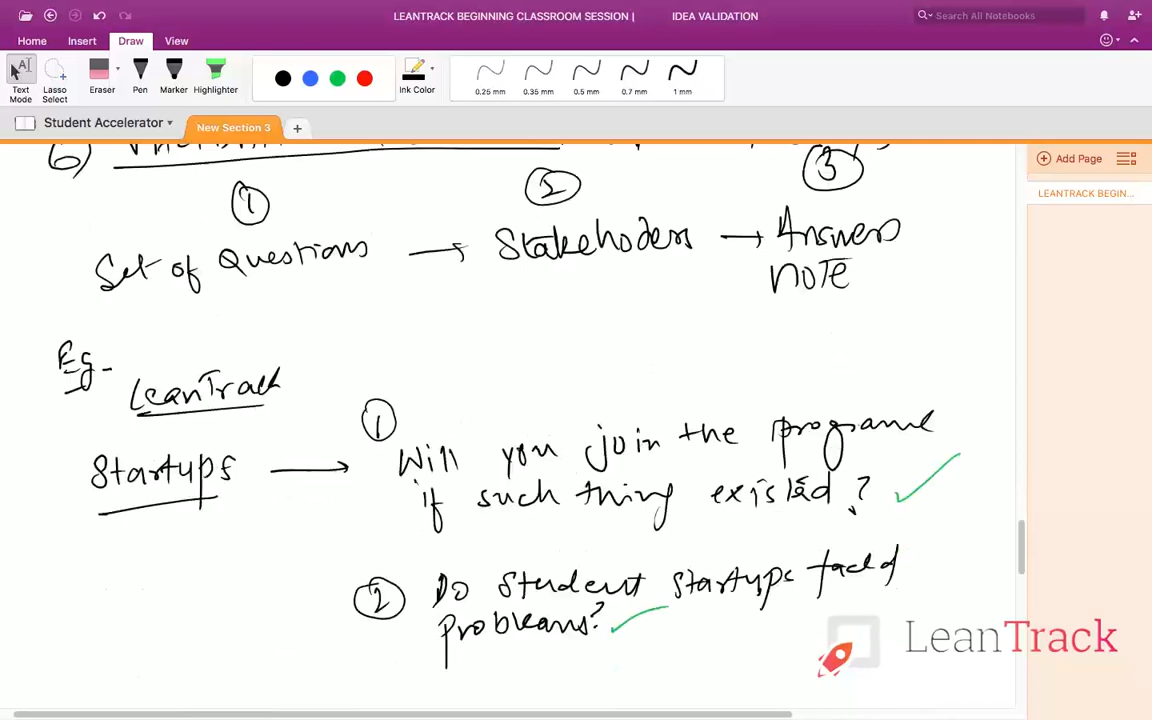 LEANTRACK BEGINNING CLASSROOM SESSION | IDEA VALIDATION
Search All Notebooks
Home Insert Draw View
Text Mode
Lasso Select
Eraser
Pen
Marker
Highlighter
Ink Color
0.25 mm 0.35 mm 0.5 mm 0.7 mm 1 mm
Student Accelerator
New Section 3
+
Add Page
LEANTRACK BEGIN...
6)
1 2 3
Set of Questions → Stakehoders → Answers
note
Eg -
LeanTrack
Startups →
1
Will you join the programe
if such thing existed?
2 Do Student startups faced
probleams?
LeanTrack